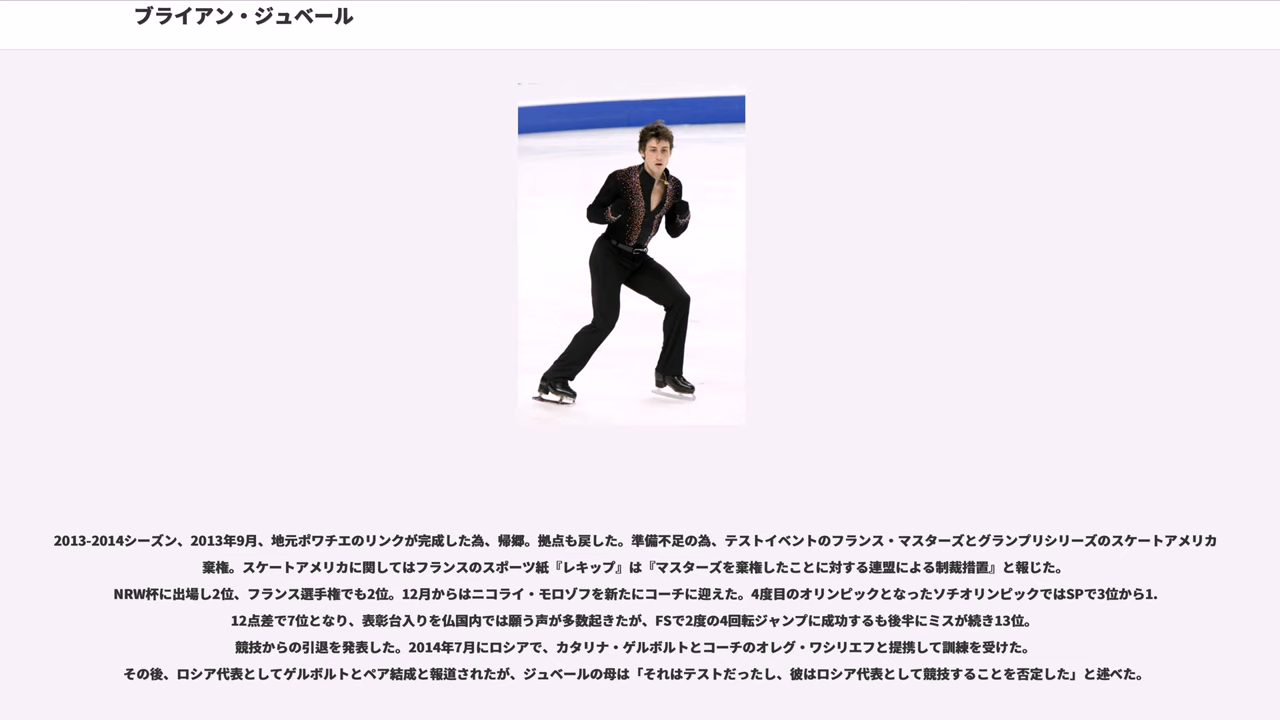 ブライアン・ジュベール
2013-2014シーズン、2013年9月、地元ポワチエのリンクが完成した為、帰郷。拠点も戻した。準備不足の為、テストイベントのフランス・マスターズとグランプリシリーズのスケートアメリカ
棄権。スケートアメリカに関してはフランスのスポーツ紙『レキップ』は『マスターズを棄権したことに対する連盟による制裁措置』と報じた。
NRW杯に出場し2位、フランス選手権でも2位。12月からはニコライ・モロゾフを新たにコーチに迎えた。4度目のオリンピックとなったソチオリンピックではSPで3位から1.
12点差で7位となり、表彰台入りを仏国内では願う声が多数起きたが、FSで2度の4回転ジャンプに成功するも後半にミスが続き13位。
競技からの引退を発表した。2014年7月にロシアで、カタリナ・ゲルボルトとコーチのオレグ・ワシリエフと提携して訓練を受けた。
その後、ロシア代表としてゲルボルトとペア結成と報道されたが、ジュベールの母は「それはテストだったし、彼はロシア代表として競技することを否定した」と述べた。